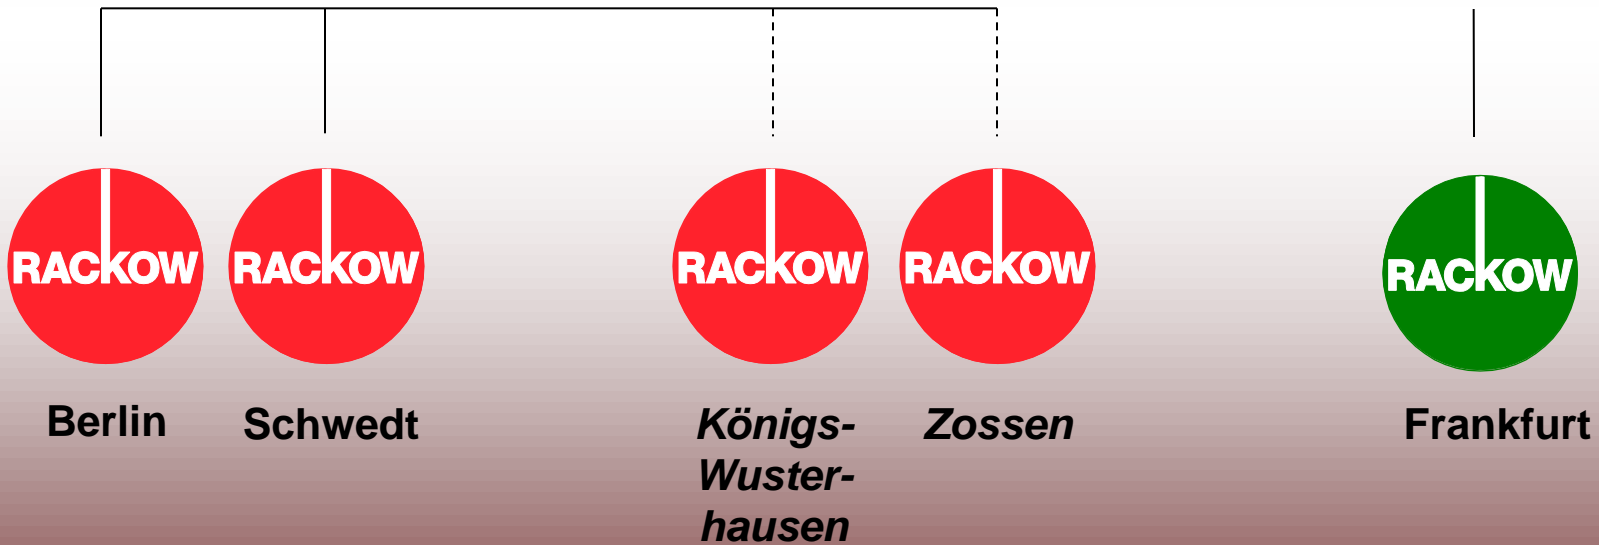 RACKOW RACKOW RACKOW RACKOW RACKOW
Berlin Schwedt Königs- Zossen Frankfurt
Wuster-
hausen